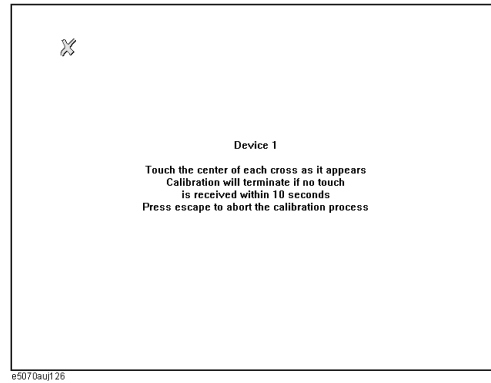 Device 1
Touch the center of each cross as it appears
Calibration will terminate if no touch
is received within 10 seconds
Press escape to abort the calibration process
e5070auj126